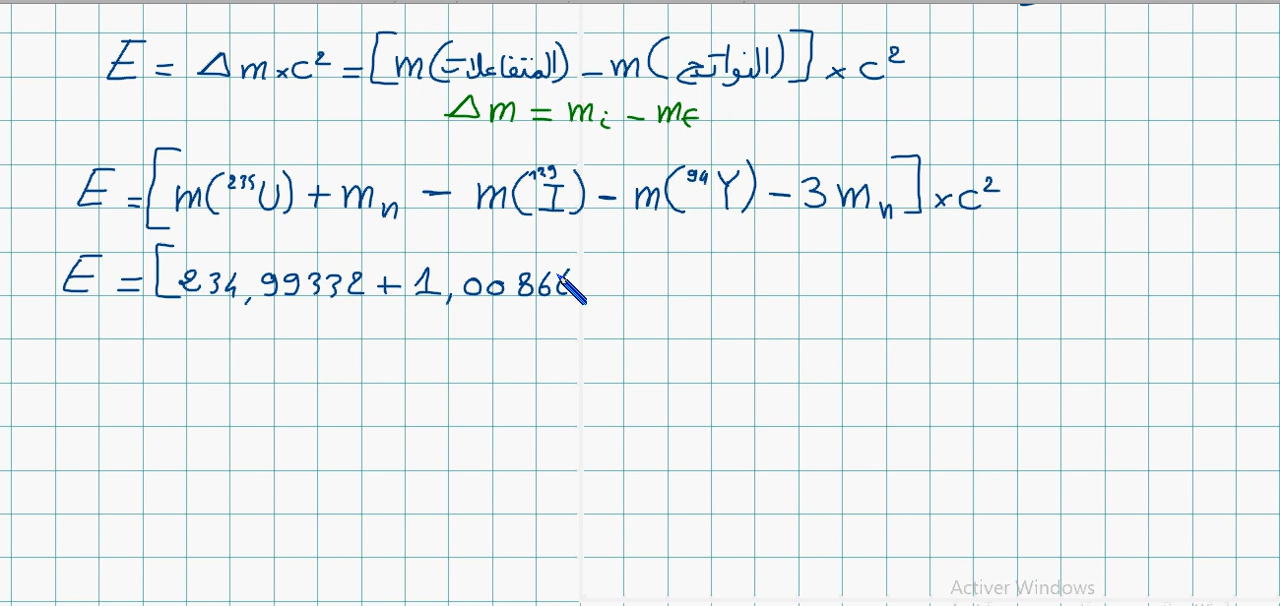 E = Δm×c² = [m(المتفاعلات) – m(النواتج)] × c²
Δm = mᵢ – m_f
E = [m(²³⁵U) + mₙ – m(¹²⁹I) – m(⁹⁴Y) – 3mₙ] × c²
E = [234,99332 + 1,00866
Activer Windows